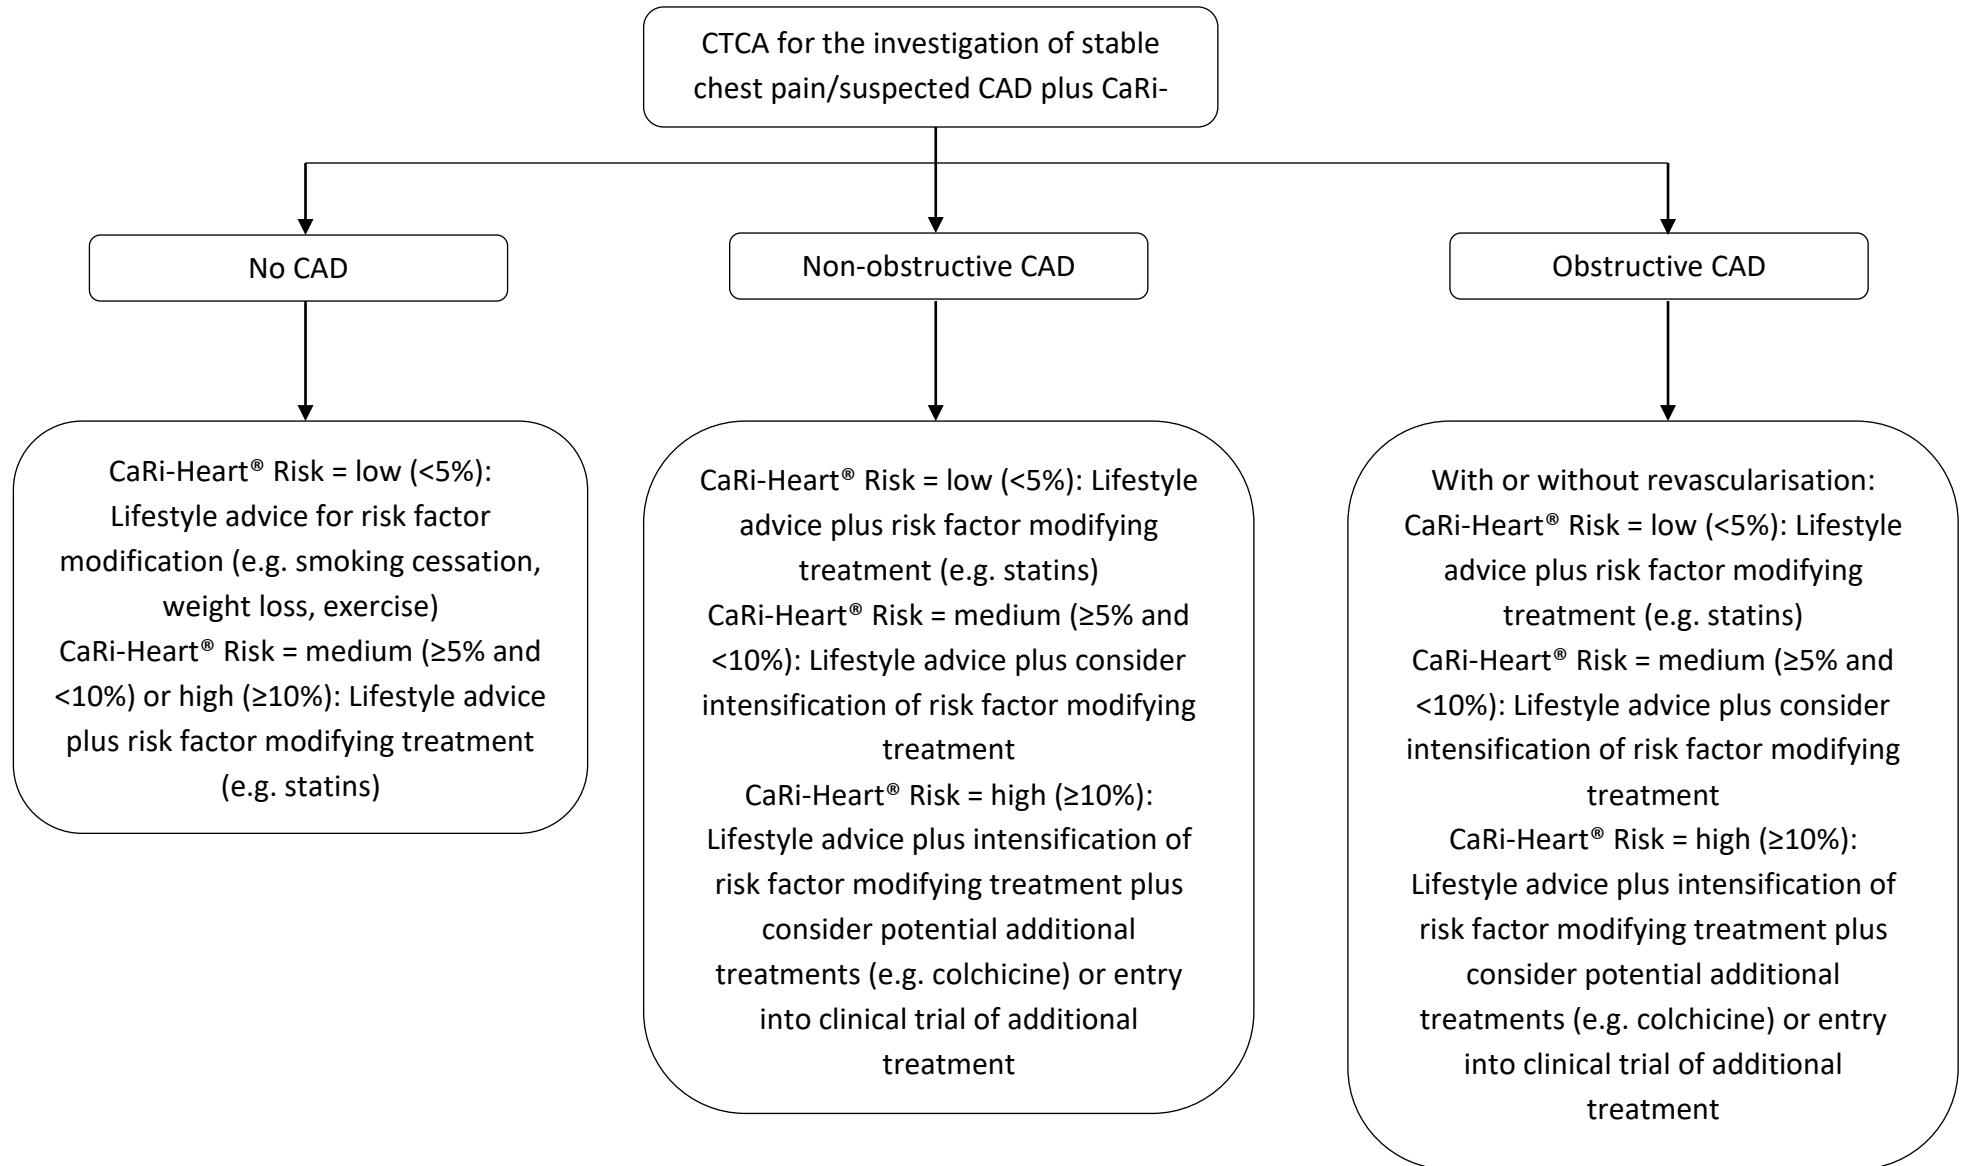 CTCA for the investigation of stable
chest pain/suspected CAD plus CaRi-
No CAD
Non-obstructive CAD
Obstructive CAD
CaRi-Heart® Risk = low (<5%):
Lifestyle advice for risk factor
modification (e.g. smoking cessation,
weight loss, exercise)
CaRi-Heart® Risk = medium (≥5% and
<10%) or high (≥10%): Lifestyle advice
plus risk factor modifying treatment
(e.g. statins)
CaRi-Heart® Risk = low (<5%): Lifestyle
advice plus risk factor modifying
treatment (e.g. statins)
CaRi-Heart® Risk = medium (≥5% and
<10%): Lifestyle advice plus consider
intensification of risk factor modifying
treatment
CaRi-Heart® Risk = high (≥10%):
Lifestyle advice plus intensification of
risk factor modifying treatment plus
consider potential additional
treatments (e.g. colchicine) or entry
into clinical trial of additional
treatment
With or without revascularisation:
CaRi-Heart® Risk = low (<5%): Lifestyle
advice plus risk factor modifying
treatment (e.g. statins)
CaRi-Heart® Risk = medium (≥5% and
<10%): Lifestyle advice plus consider
intensification of risk factor modifying
treatment
CaRi-Heart® Risk = high (≥10%):
Lifestyle advice plus intensification of
risk factor modifying treatment plus
consider potential additional
treatments (e.g. colchicine) or entry
into clinical trial of additional
treatment